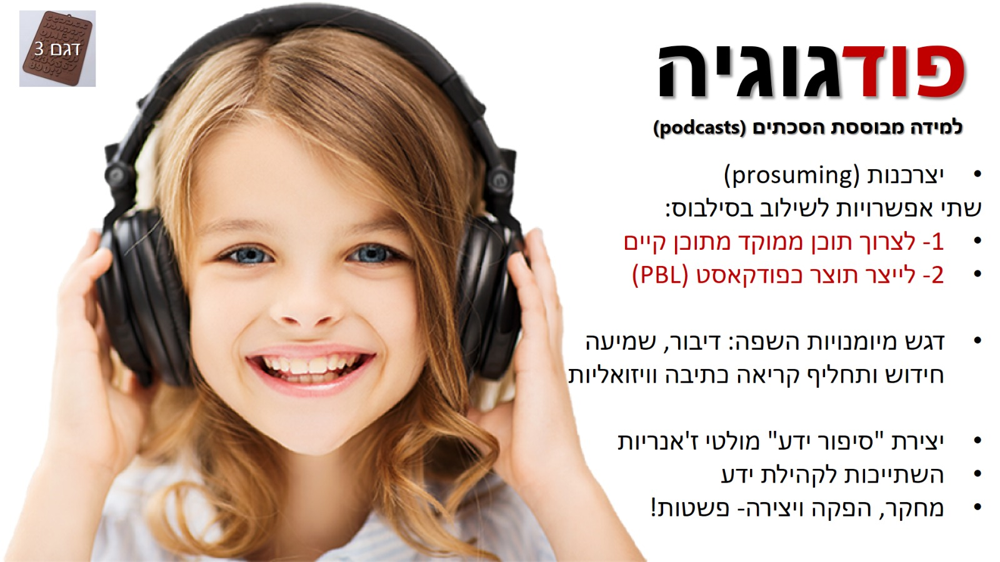 פודגוגיה
למידה מבוססת הסכתים (podcasts)
• יצרכנות (prosuming)
שתי אפשרויות לשילוב בסילבוס:
• 1- לצרוך תוכן ממוקד מתוכן קיים
• 2- לייצר תוצר כפודקאסט (PBL)
• דגש מיומנויות השפה: דיבור, שמיעה
חידוש ותחליף קריאה כתיבה וויזואליות
• יצירת "סיפור ידע" מולטי ז'אנריות
• השתייכות לקהילת ידע
• מחקר, הפקה ויצירה- פשטות!
דגם 3